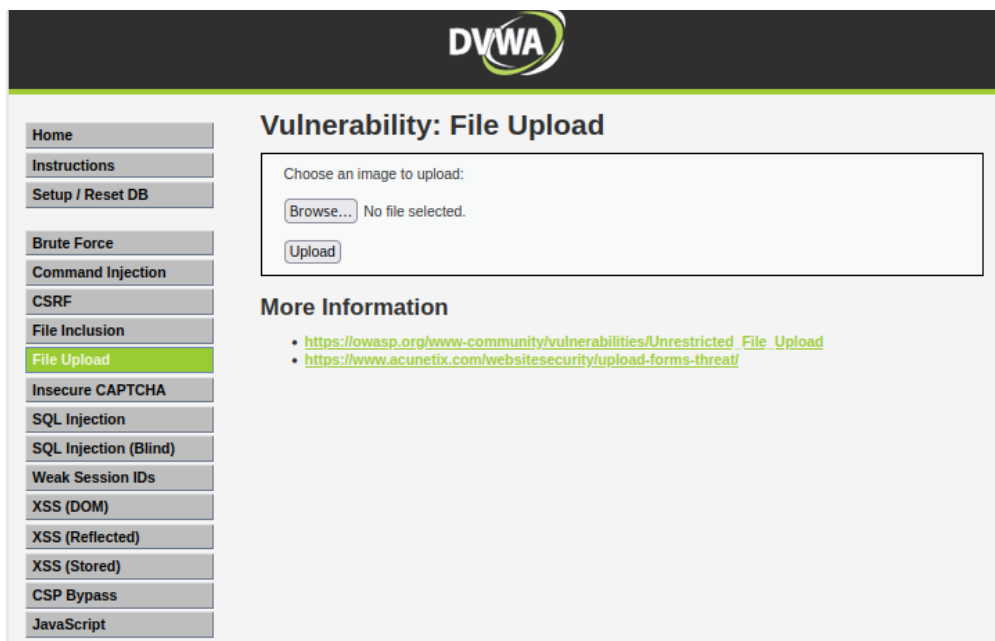 DVWA
Home
Instructions
Setup / Reset DB
Brute Force
Command Injection
CSRF
File Inclusion
File Upload
Insecure CAPTCHA
SQL Injection
SQL Injection (Blind)
Weak Session IDs
XSS (DOM)
XSS (Reflected)
XSS (Stored)
CSP Bypass
JavaScript
Vulnerability: File Upload
Choose an image to upload:
Browse... No file selected.
Upload
More Information
https://owasp.org/www-community/vulnerabilities/Unrestricted_File_Upload
https://www.acunetix.com/websitesecurity/upload-forms-threat/